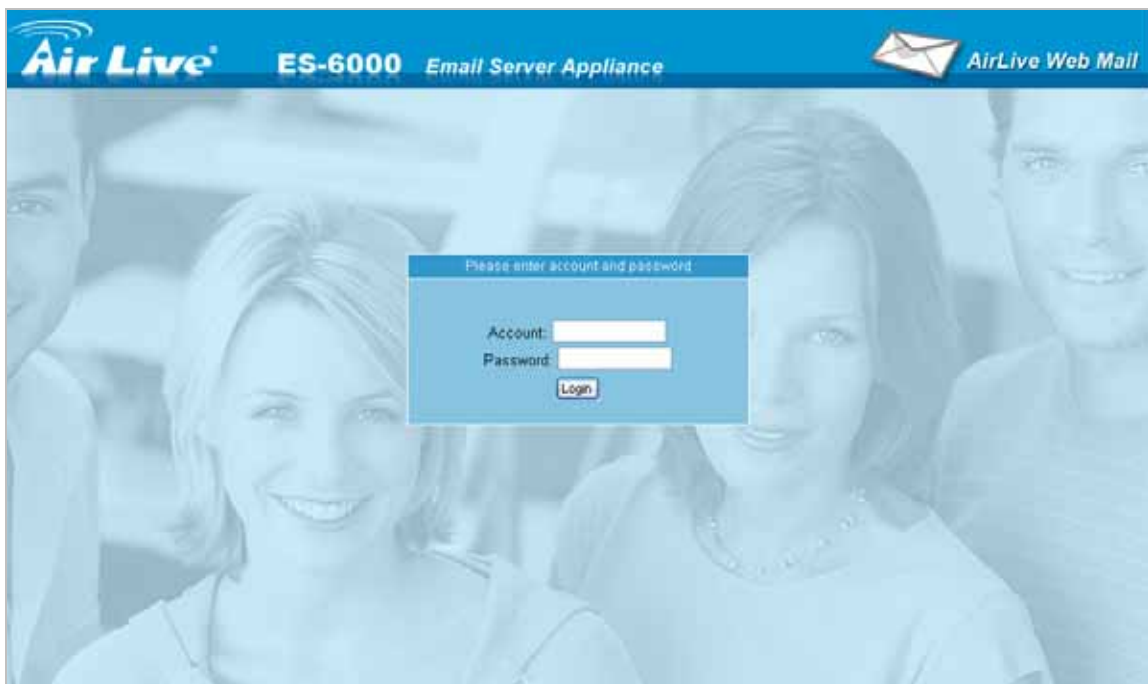 Air Live®
ES-6000 Email Server Appliance
AirLive Web Mail
Please enter account and password
Account:
Password:
Login